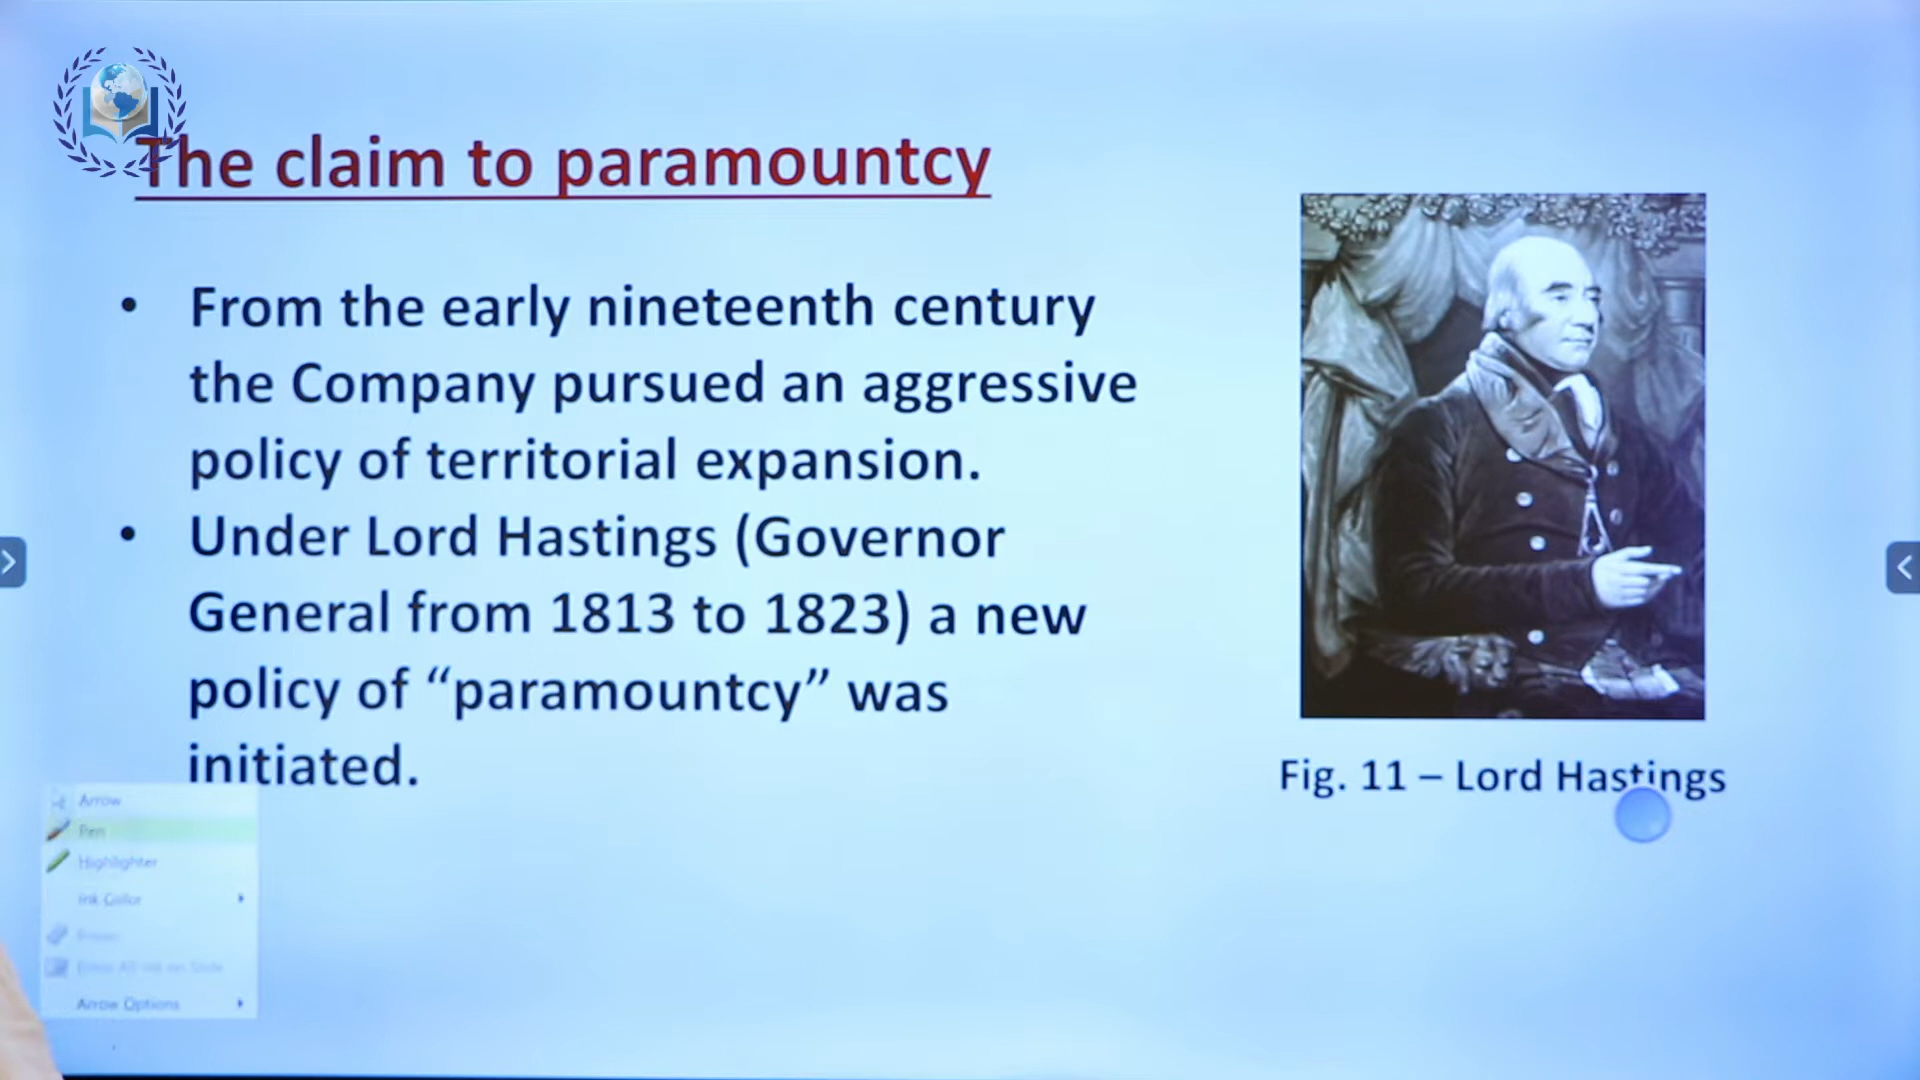 The claim to paramountcy
• From the early nineteenth century
the Company pursued an aggressive
policy of territorial expansion.
• Under Lord Hastings (Governor
General from 1813 to 1823) a new
policy of “paramountcy” was
initiated.
Fig. 11 – Lord Hastings
Arrow
Pen
Highlighter
Ink Color
Arrow Options